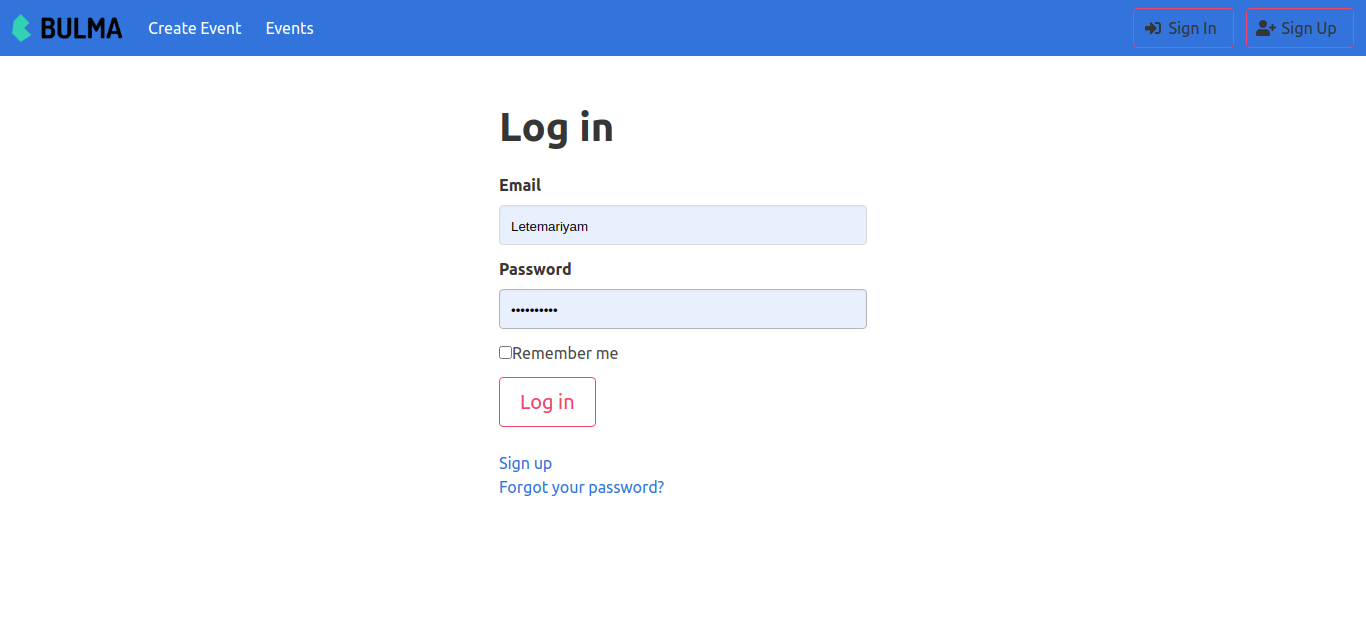 BULMA Create Event Events Sign In Sign Up
Log in
Email
Letemariyam
Password
••••••••••
Remember me
Log in
Sign up
Forgot your password?